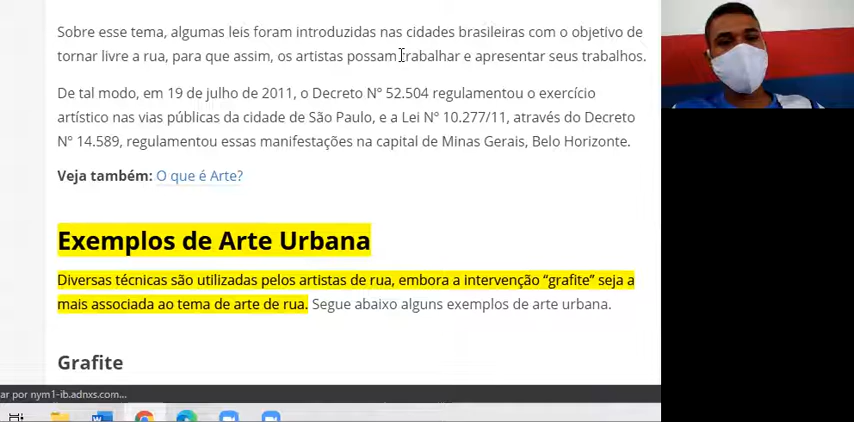 Sobre esse tema, algumas leis foram introduzidas nas cidades brasileiras com o objetivo de
tornar livre a rua, para que assim, os artistas possam trabalhar e apresentar seus trabalhos.
De tal modo, em 19 de julho de 2011, o Decreto Nº 52.504 regulamentou o exercício
artístico nas vias públicas da cidade de São Paulo, e a Lei Nº 10.277/11, através do Decreto
Nº 14.589, regulamentou essas manifestações na capital de Minas Gerais, Belo Horizonte.
Veja também: O que é Arte?
Exemplos de Arte Urbana
Diversas técnicas são utilizadas pelos artistas de rua, embora a intervenção “grafite” seja a
mais associada ao tema de arte de rua. Segue abaixo alguns exemplos de arte urbana.
Grafite
ar por nym1-ib.adnxs.com...